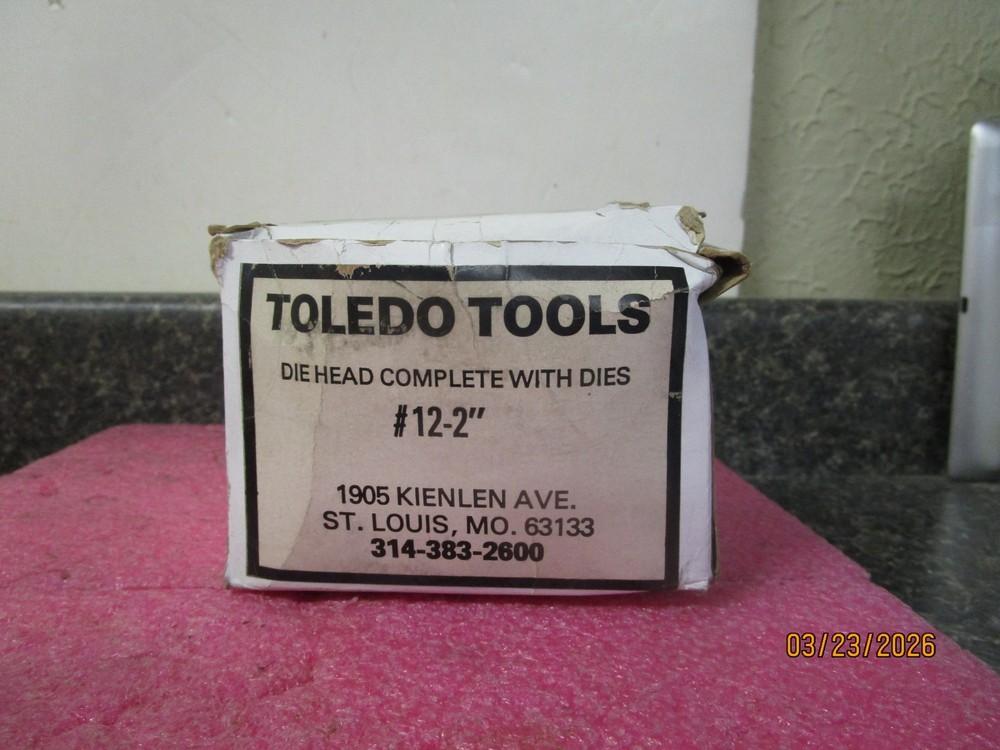 TOLEDO TOOLS
DIE HEAD COMPLETE WITH DIES
#12-2"
1905 KIENLEN AVE.
ST. LOUIS, MO. 63133
314-383-2600
03/23/2026